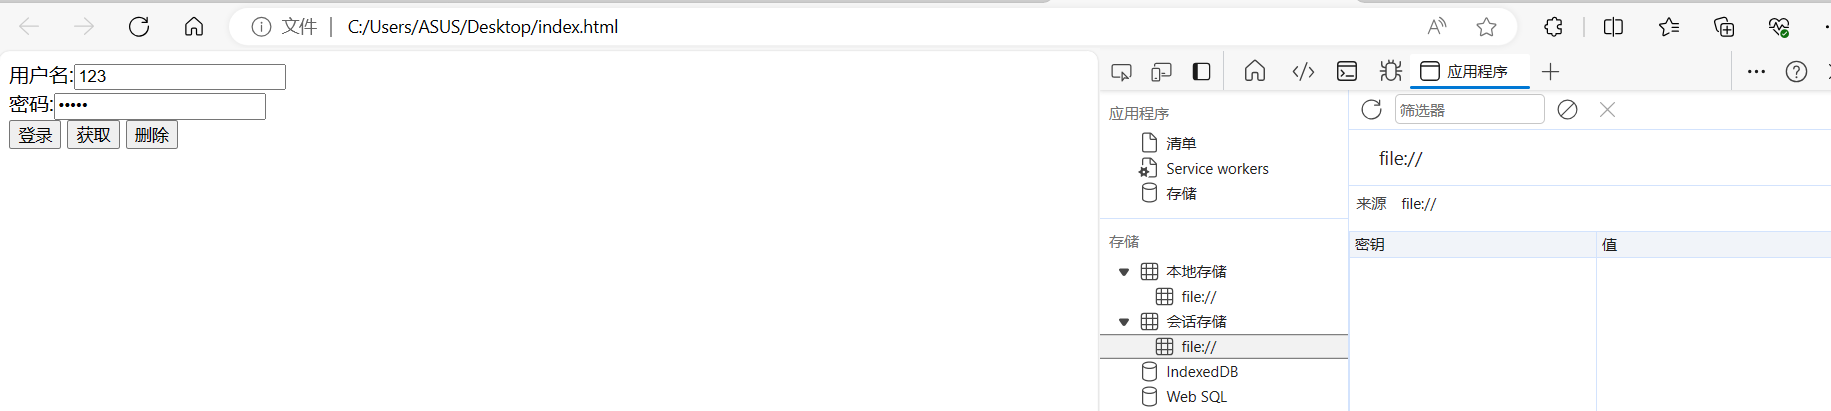 文件 | C:/Users/ASUS/Desktop/index.html
用户名: 123
密码: •••••
登录 获取 删除
应用程序
应用程序
清单
Service workers
存储
存储
本地存储
file://
会话存储
file://
IndexedDB
Web SQL
筛选器
file://
来源 file://
密钥 值